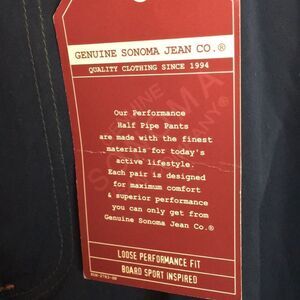 GENUINE SONOMA JEAN CO.®
QUALITY CLOTHING SINCE 1994
Our Performance
Half Pipe Pants
are made with the finest
materials for today's
active lifestyle.
Each pair is designed
for maximum comfort
& superior performance
you can only get from
Genuine Sonoma Jean Co.®
LOOSE PERFORMANCE FIT
BOARD SPORT INSPIRED